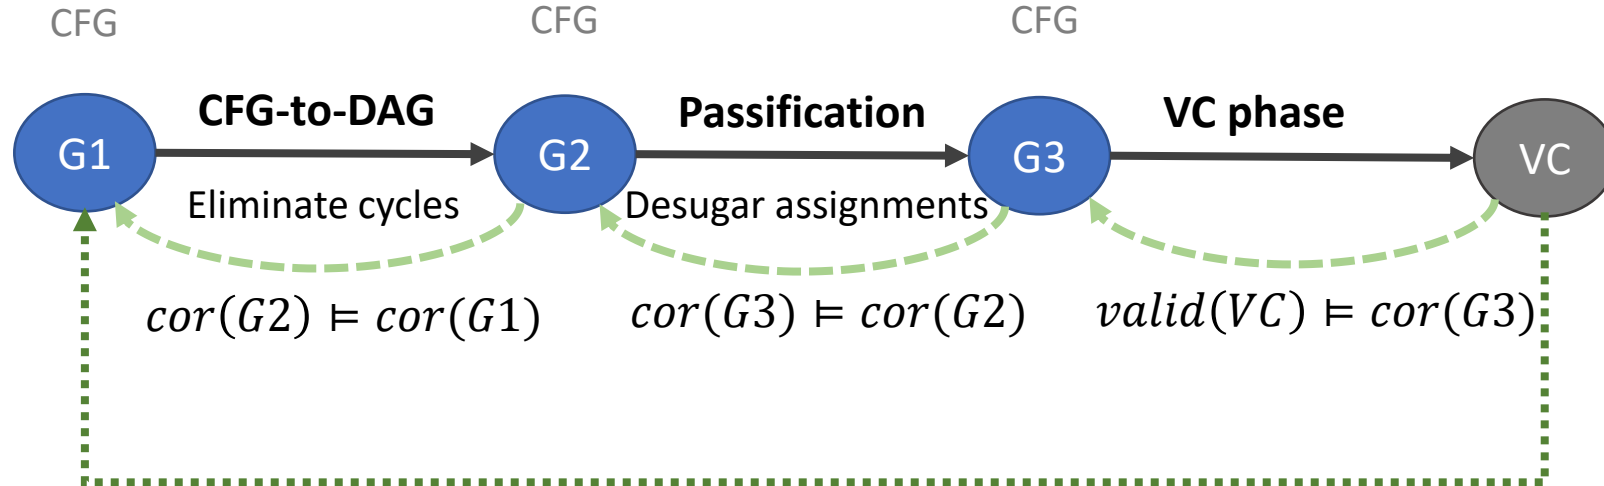 CFG
CFG
CFG
CFG-to-DAG
Passification
VC phase
G1
G2
G3
VC
Eliminate cycles
Desugar assignments
cor(G2) ⊨ cor(G1)
cor(G3) ⊨ cor(G2)
valid(VC) ⊨ cor(G3)